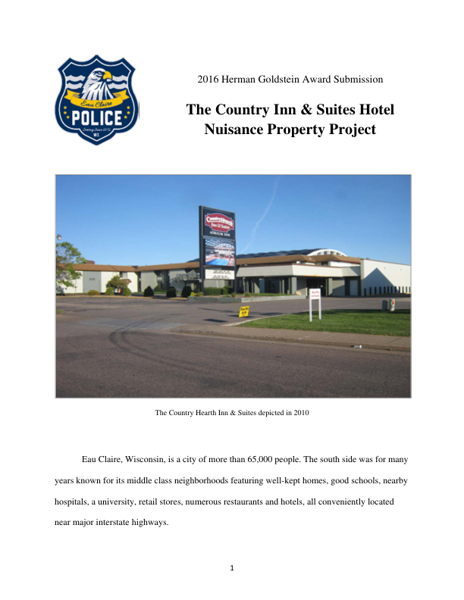 2016 Herman Goldstein Award Submission
The Country Inn & Suites Hotel
Nuisance Property Project
Eau Claire
POLICE
WI
The Country Hearth Inn & Suites depicted in 2010
Eau Claire, Wisconsin, is a city of more than 65,000 people. The south side was for many
years known for its middle class neighborhoods featuring well-kept homes, good schools, nearby
hospitals, a university, retail stores, numerous restaurants and hotels, all conveniently located
near major interstate highways.
1